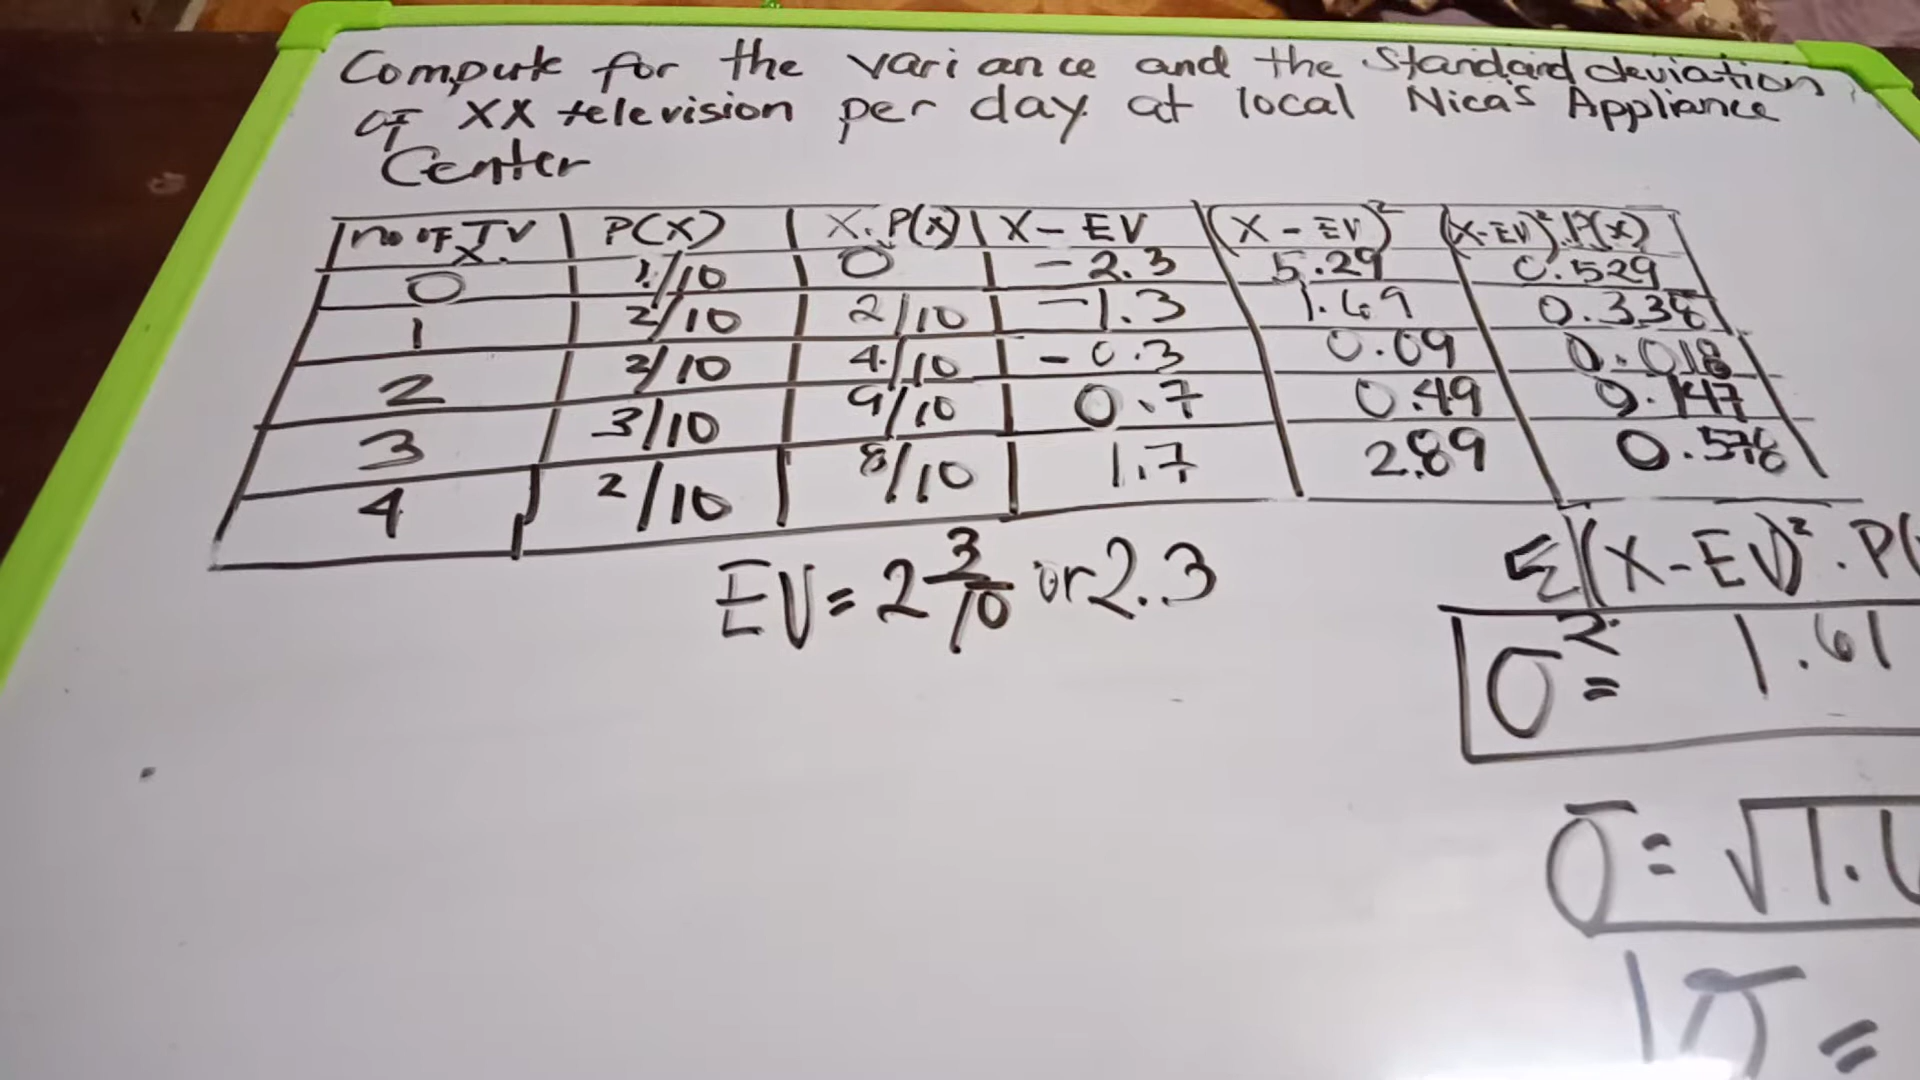 Compute for the variance and the standard deviation
of XX television per day at local Nica's Appliance
Center
no of TV X. P(X) X.P(x) X - EV (X - EV)² (X-EV)².P(x)
0 1/10 0 -2.3 5.29 0.529
1 2/10 2/10 -1.3 1.69 0.338
2 2/10 4/10 -0.3 0.09 0.018
3 3/10 9/10 0.7 0.49 0.147
4 2/10 8/10 1.7 2.89 0.578
EV = 2 3/10 or 2.3
Σ(X-EV)².P(
σ² = 1.61
σ = √1.
σ =